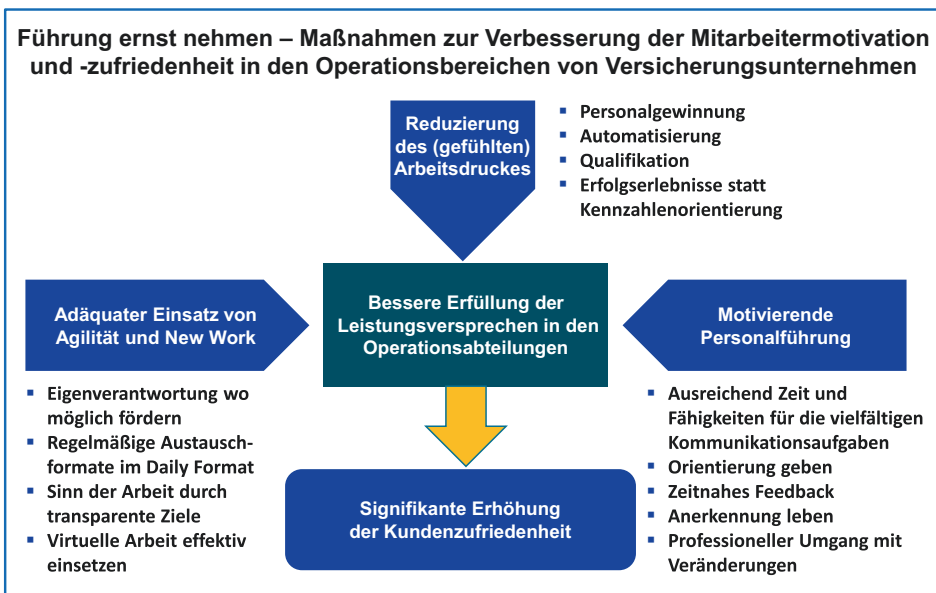 Führung ernst nehmen – Maßnahmen zur Verbesserung der Mitarbeitermotivation
und -zufriedenheit in den Operationsbereichen von Versicherungsunternehmen
Reduzierung
des (gefühlten)
Arbeitsdruckes
▪ Personalgewinnung
▪ Automatisierung
▪ Qualifikation
▪ Erfolgserlebnisse statt
Kennzahlenorientierung
Adäquater Einsatz von
Agilität und New Work
Bessere Erfüllung der
Leistungsversprechen in den
Operationsabteilungen
Motivierende
Personalführung
▪ Eigenverantwortung wo
möglich fördern
▪ Regelmäßige Austausch-
formate im Daily Format
▪ Sinn der Arbeit durch
transparente Ziele
▪ Virtuelle Arbeit effektiv
einsetzen
Signifikante Erhöhung
der Kundenzufriedenheit
▪ Ausreichend Zeit und
Fähigkeiten für die vielfältigen
Kommunikationsaufgaben
▪ Orientierung geben
▪ Zeitnahes Feedback
▪ Anerkennung leben
▪ Professioneller Umgang mit
Veränderungen